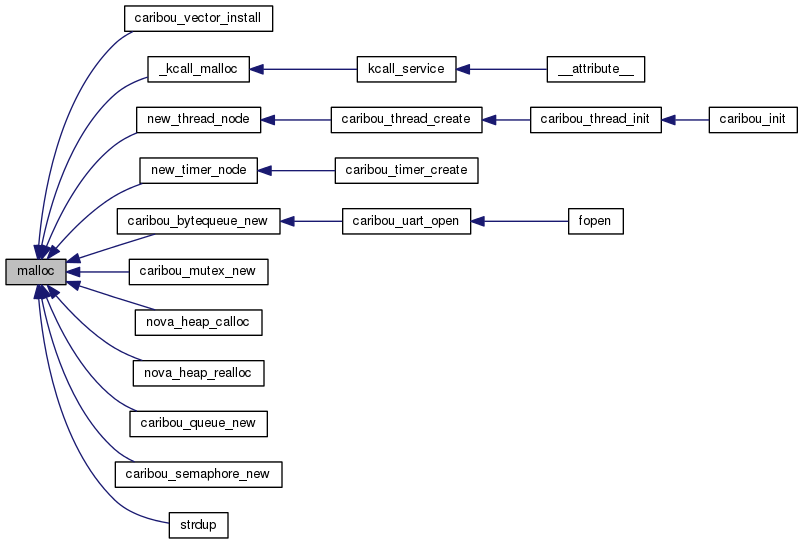 caribou_vector_install
_kcall_malloc
kcall_service
__attribute__
new_thread_node
caribou_thread_create
caribou_thread_init
caribou_init
new_timer_node
caribou_timer_create
caribou_bytequeue_new
caribou_uart_open
fopen
malloc
caribou_mutex_new
nova_heap_calloc
nova_heap_realloc
caribou_queue_new
caribou_semaphore_new
strdup